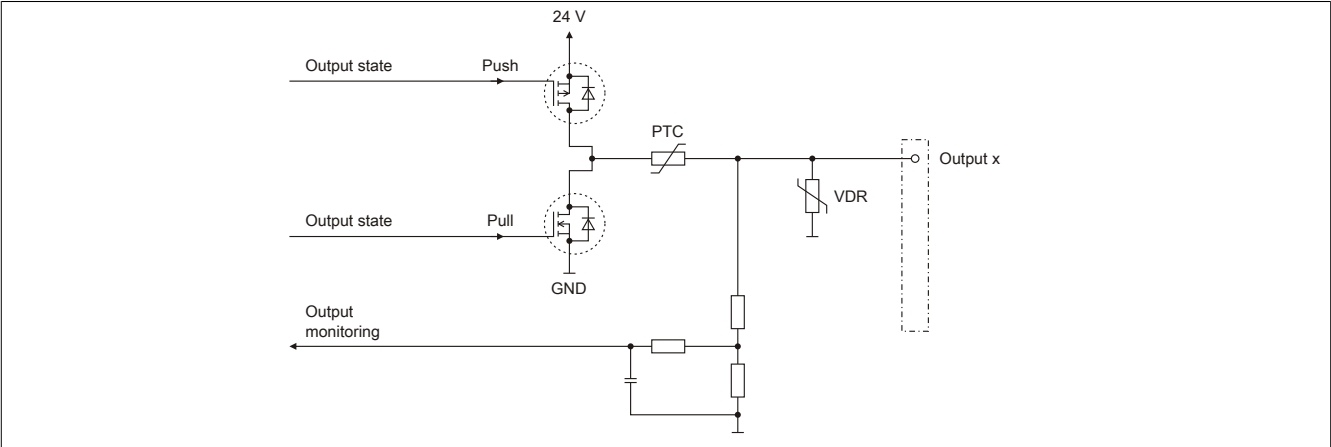 24 V
Output state
Push
PTC
Output x
VDR
Output state
Pull
GND
Output
monitoring